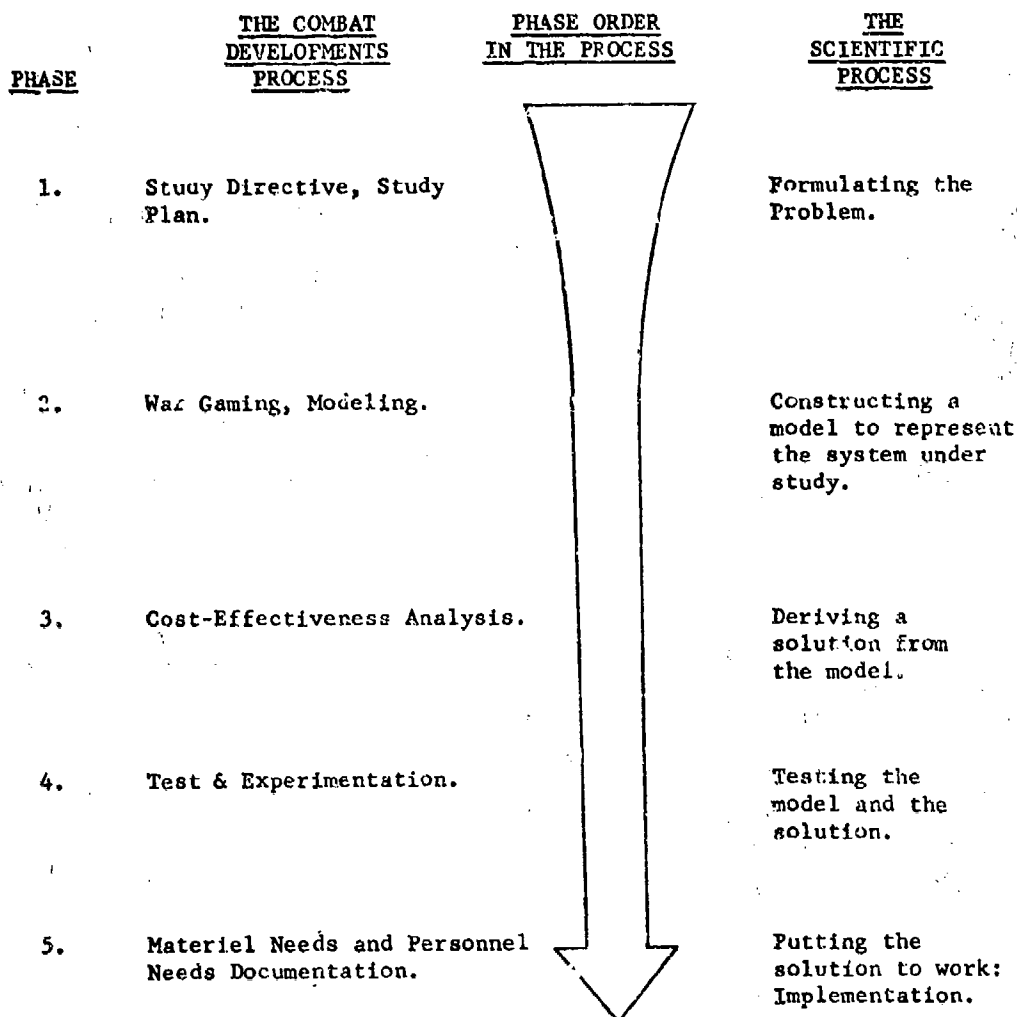 THE COMBAT
DEVELOFMENTS
PROCESS
PHASE ORDER
IN THE PROCESS
THE
SCIENTIFIC
PROCESS
PHASE
1.
Study Directive, Study
Plan.
Formulating the
Problem.
2.
War Gaming, Modeling.
Constructing a
model to represent
the system under
study.
3.
Cost-Effectiveness Analysis.
Deriving a
solution from
the model.
4.
Test & Experimentation.
Testing the
model and the
solution.
5.
Materiel Needs and Personnel
Needs Documentation.
Putting the
solution to work:
Implementation.